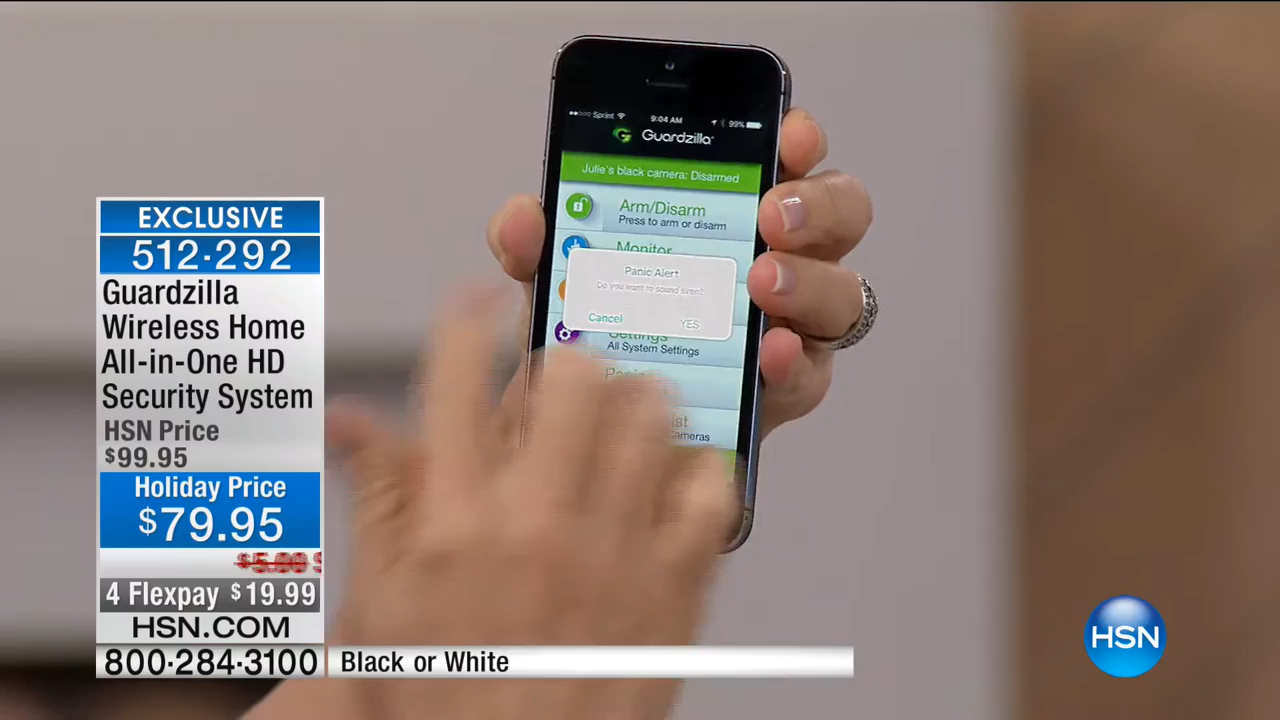 Sprint 9:04 AM 99%
Guardzilla
Julie's black camera: Disarmed
Arm/Disarm
Press to arm or disarm
Monitor
Panic Alert
Do you want to sound siren?
Cancel YES
Settings
All System Settings
EXCLUSIVE
512-292
Guardzilla
Wireless Home
All-in-One HD
Security System
HSN Price
$99.95
Holiday Price
$79.95
$5.00 S
4 Flexpay $19.99
HSN.COM
800-284-3100
Black or White
HSN